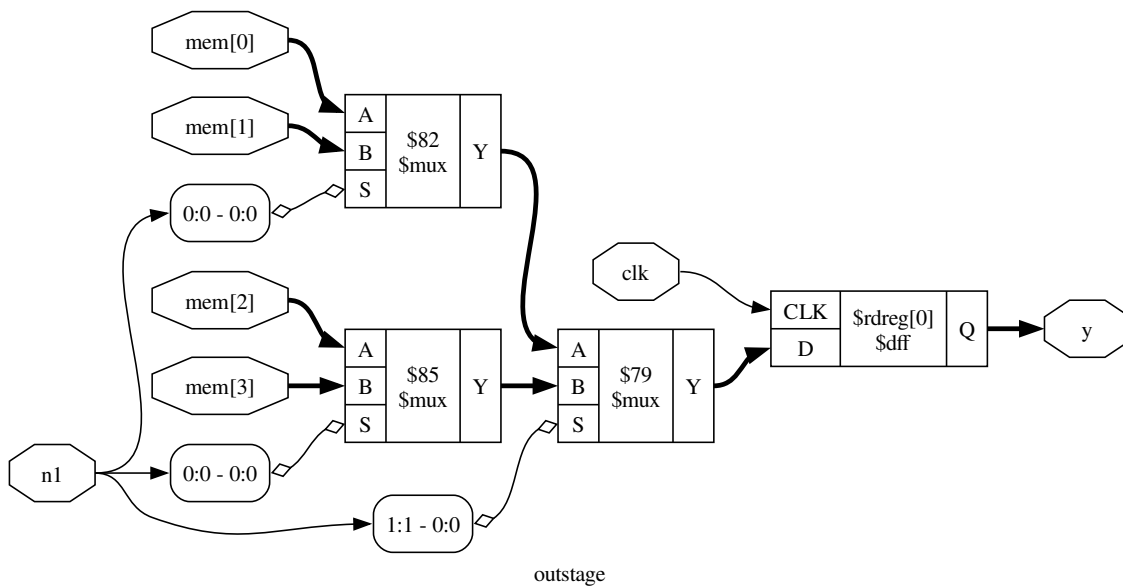 mem[0]
mem[1]
A
B
S
$82
$mux
Y
0:0 - 0:0
mem[2]
mem[3]
A
B
S
$85
$mux
Y
n1
0:0 - 0:0
1:1 - 0:0
A
B
S
$79
$mux
Y
clk
CLK
D
$rdreg[0]
$dff
Q
y
outstage